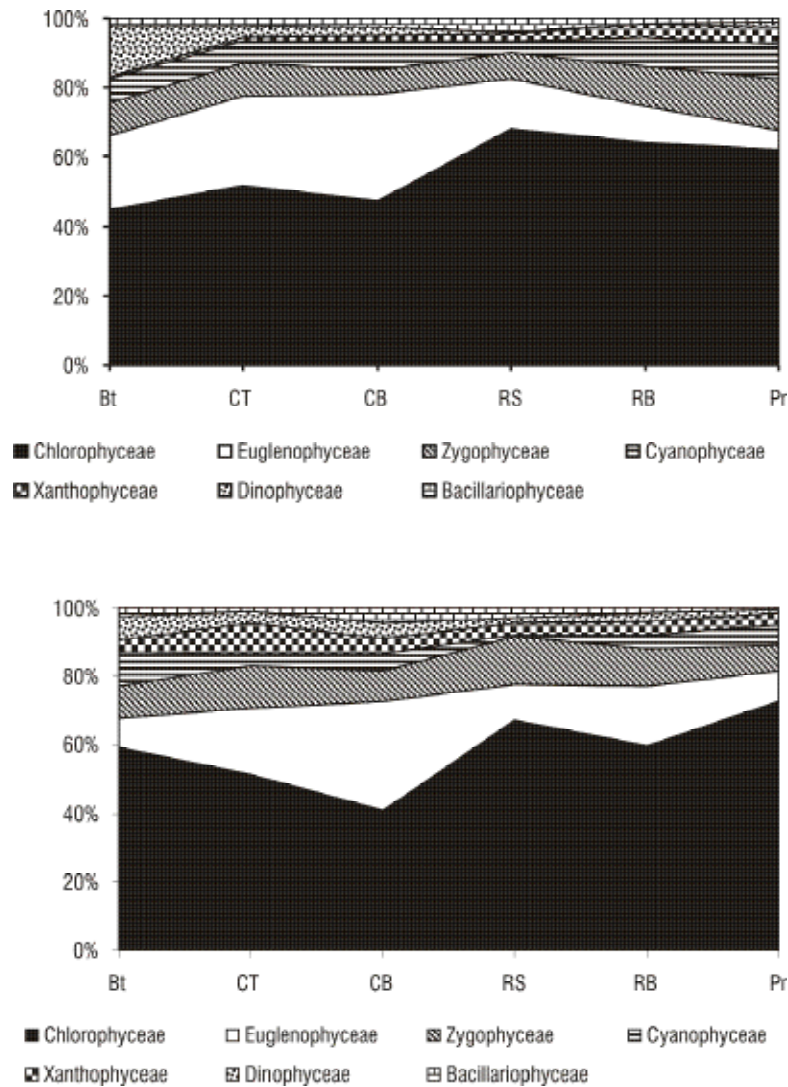 100%
80%
60%
40%
20%
0%
Bt CT CB RS RB Pr
Chlorophyceae Euglenophyceae Zygophyceae Cyanophyceae
Xanthophyceae Dinophyceae Bacillariophyceae
100%
80%
60%
40%
20%
0%
Bt CT CB RS RB Pr
Chlorophyceae Euglenophyceae Zygophyceae Cyanophyceae
Xanthophyceae Dinophyceae Bacillariophyceae